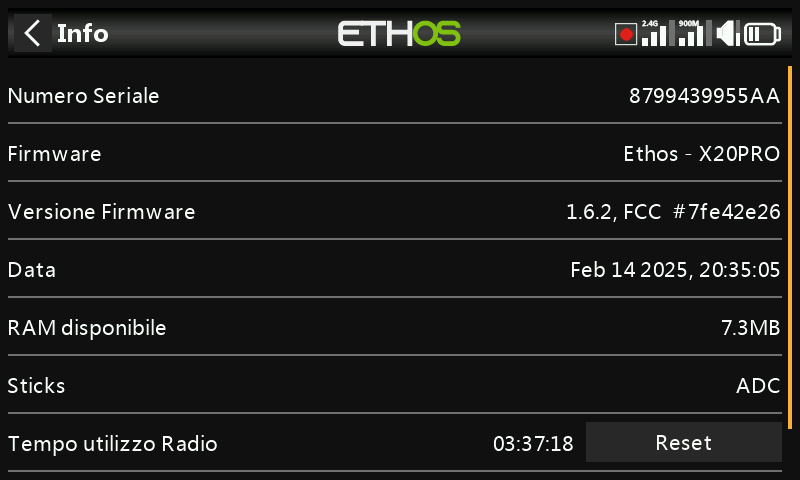 Info
ETHOS
2.4G
900M
Numero Seriale 8799439955AA
Firmware Ethos - X20PRO
Versione Firmware 1.6.2, FCC #7fe42e26
Data Feb 14 2025, 20:35:05
RAM disponibile 7.3MB
Sticks ADC
Tempo utilizzo Radio 03:37:18 Reset